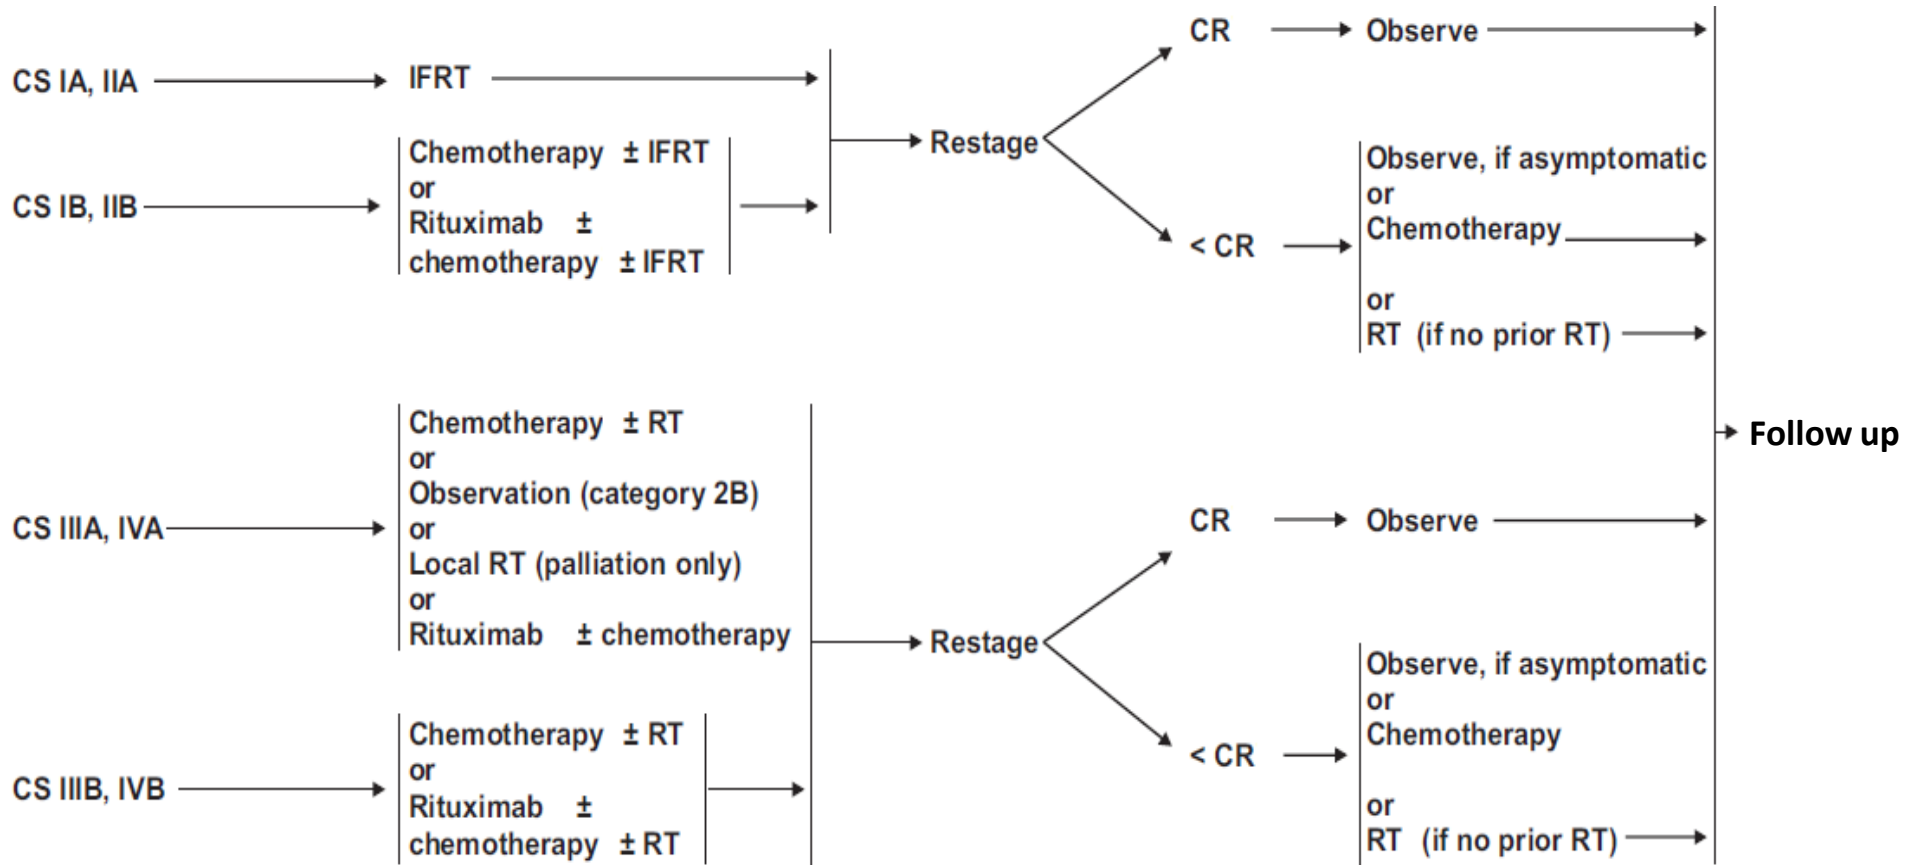 CS IA, IIA
IFRT
CS IB, IIB
Chemotherapy ± IFRT
or
Rituximab ±
chemotherapy ± IFRT
Restage
CR
Observe
< CR
Observe, if asymptomatic
or
Chemotherapy
or
RT (if no prior RT)
CS IIIA, IVA
Chemotherapy ± RT
or
Observation (category 2B)
or
Local RT (palliation only)
or
Rituximab ± chemotherapy
CS IIIB, IVB
Chemotherapy ± RT
or
Rituximab ±
chemotherapy ± RT
Restage
CR
Observe
< CR
Observe, if asymptomatic
or
Chemotherapy
or
RT (if no prior RT)
Follow up